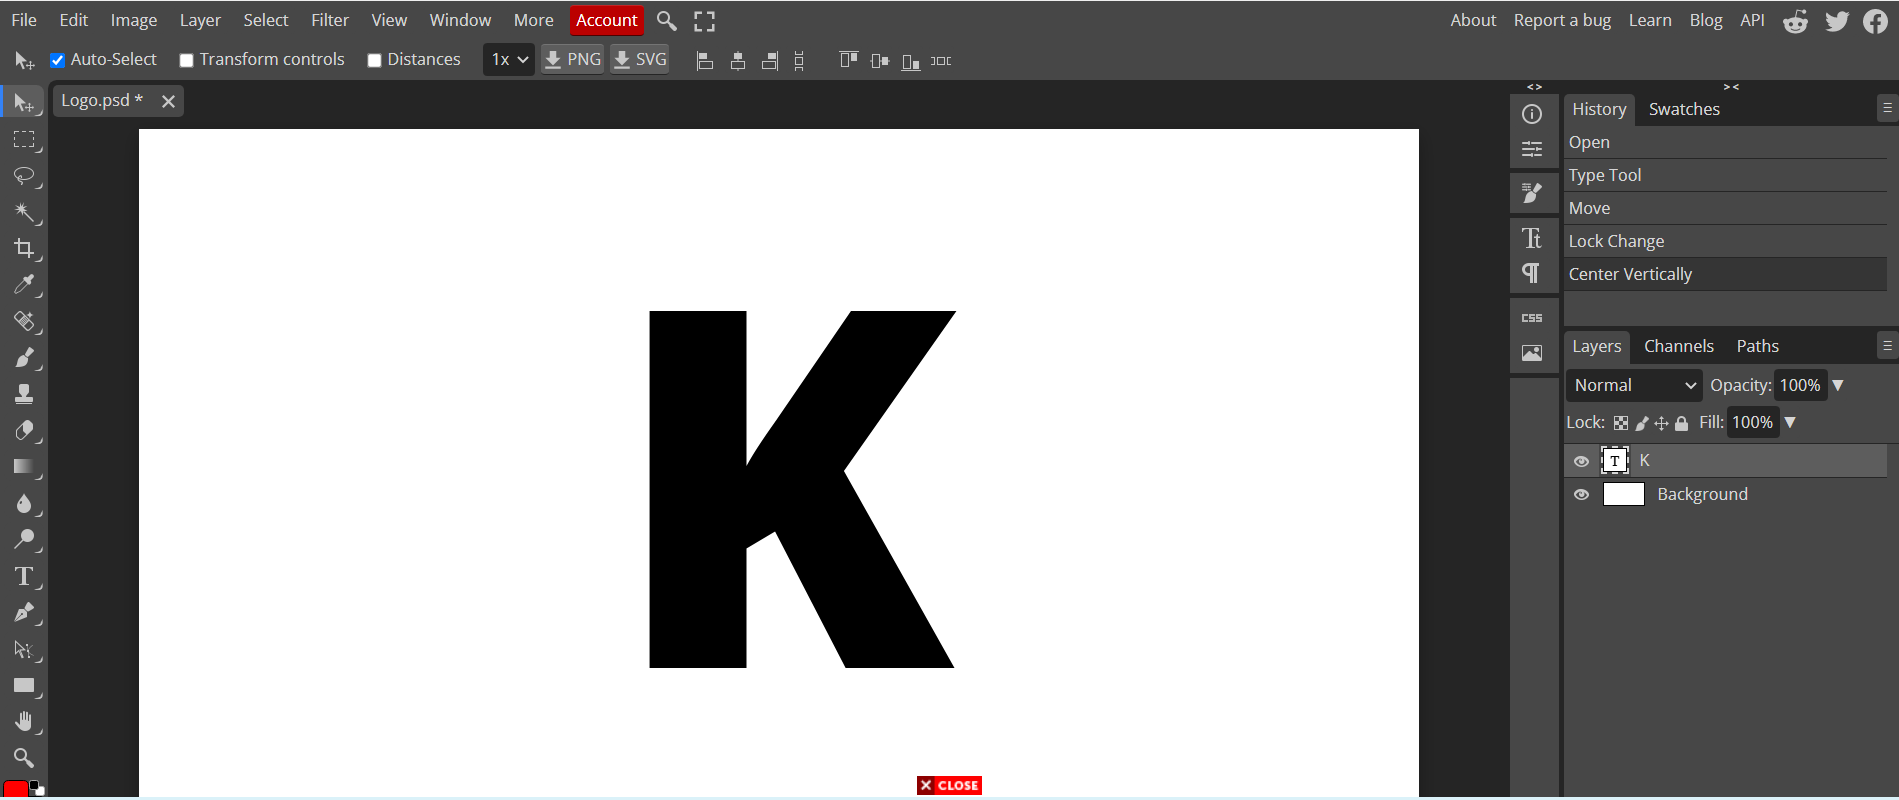 File Edit Image Layer Select Filter View Window More Account About Report a bug Learn Blog API
Auto-Select Transform controls Distances 1x PNG SVG
Logo.psd *
< > > <
History Swatches
Open
Type Tool
Move
Lock Change
Center Vertically
Tt
CSS
Layers Channels Paths
Normal Opacity: 100%
Lock: Fill: 100%
T K
Background
T
K
CLOSE